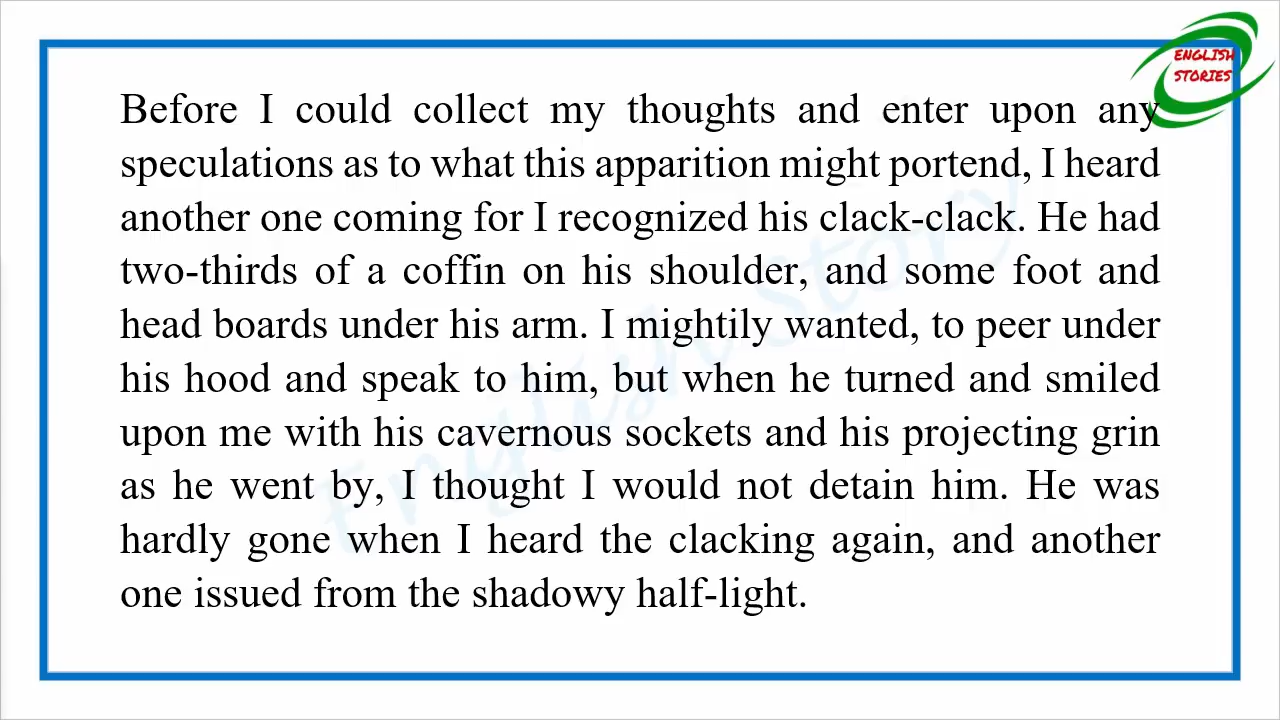 ENGLISH
STORIES
Before I could collect my thoughts and enter upon any
speculations as to what this apparition might portend, I heard
another one coming for I recognized his clack-clack. He had
two-thirds of a coffin on his shoulder, and some foot and
head boards under his arm. I mightily wanted, to peer under
his hood and speak to him, but when he turned and smiled
upon me with his cavernous sockets and his projecting grin
as he went by, I thought I would not detain him. He was
hardly gone when I heard the clacking again, and another
one issued from the shadowy half-light.
English Story